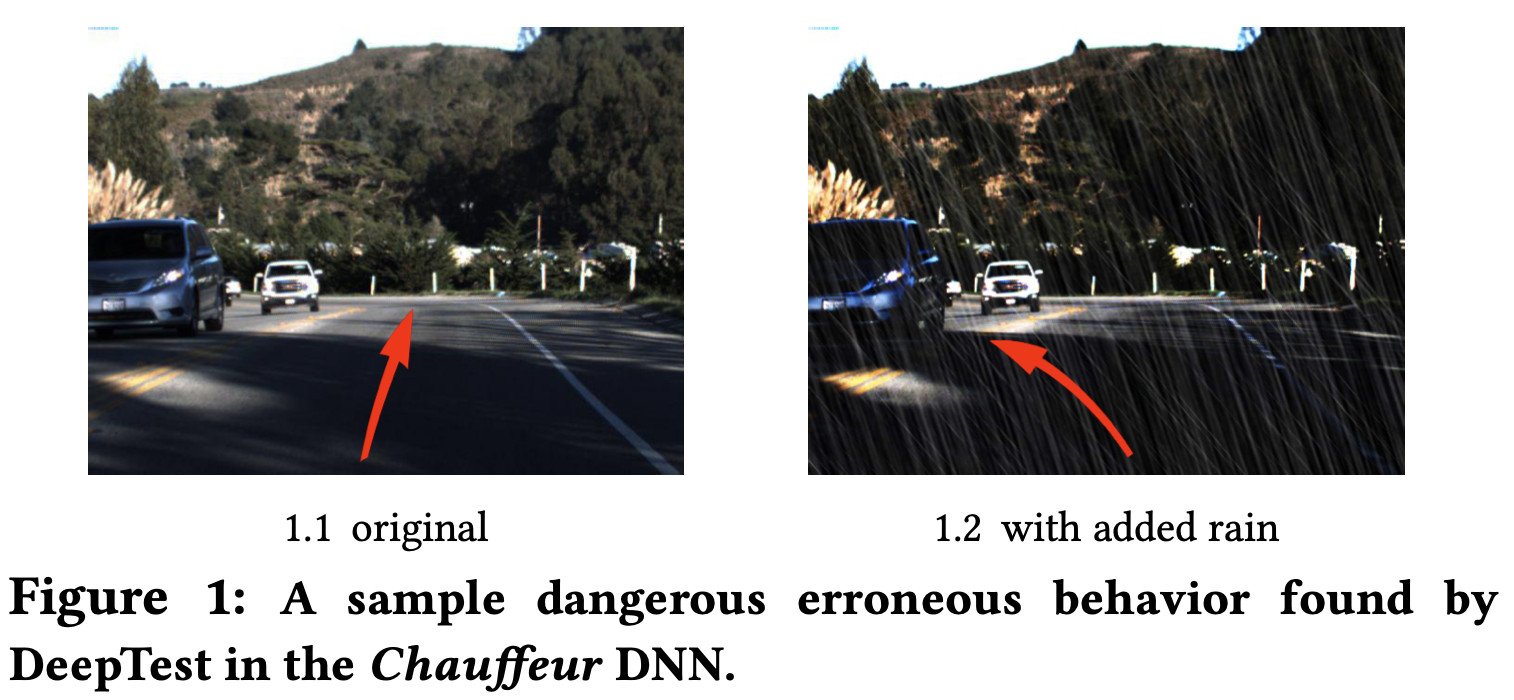 1.1 original
1.2 with added rain
Figure 1: A sample dangerous erroneous behavior found by
DeepTest in the Chauffeur DNN.